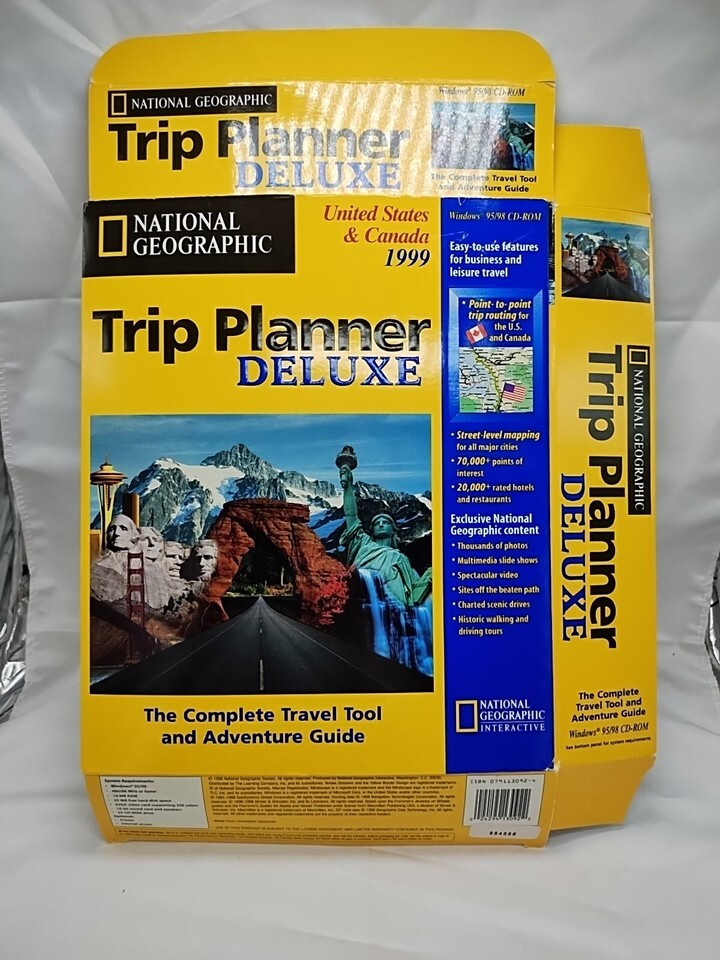 NATIONAL GEOGRAPHIC
Trip Planner
DELUXE
Windows® 95/98 CD-ROM
The Complete Travel Tool
and Adventure Guide
NATIONAL
GEOGRAPHIC
United States
& Canada
1999
Trip Planner
DELUXE
The Complete Travel Tool
and Adventure Guide
Windows® 95/98 CD-ROM
Easy-to-use features
for business and
leisure travel
• Point-to-point
trip routing for
the U.S.
and Canada
• Street-level mapping
for all major cities
• 70,000+ points of
interest
• 20,000+ rated hotels
and restaurants
Exclusive National
Geographic content
• Thousands of photos
• Multimedia slide shows
• Spectacular video
• Sites off the beaten path
• Charted scenic drives
• Historic walking and
driving tours
NATIONAL
GEOGRAPHIC
INTERACTIVE
NATIONAL GEOGRAPHIC
Trip Planner
DELUXE
The Complete
Travel Tool and
Adventure Guide
Windows® 95/98 CD-ROM
See bottom panel for system requirements.
System Requirements:
ISBN 079113092-4